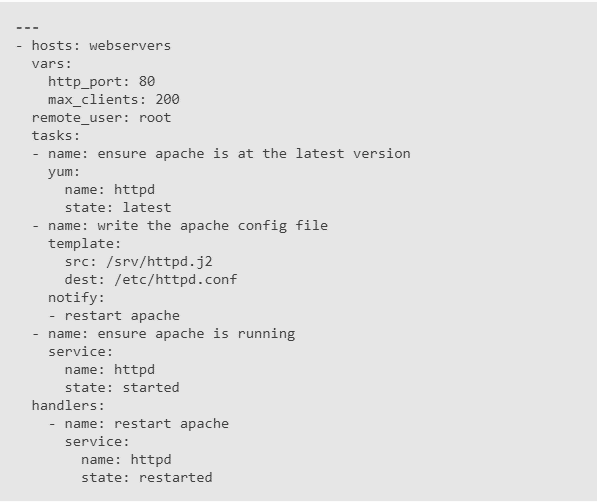 ---
- hosts: webservers
  vars:
    http_port: 80
    max_clients: 200
  remote_user: root
  tasks:
  - name: ensure apache is at the latest version
    yum:
      name: httpd
      state: latest
  - name: write the apache config file
    template:
      src: /srv/httpd.j2
      dest: /etc/httpd.conf
    notify:
    - restart apache
  - name: ensure apache is running
    service:
      name: httpd
      state: started
  handlers:
    - name: restart apache
      service:
        name: httpd
        state: restarted